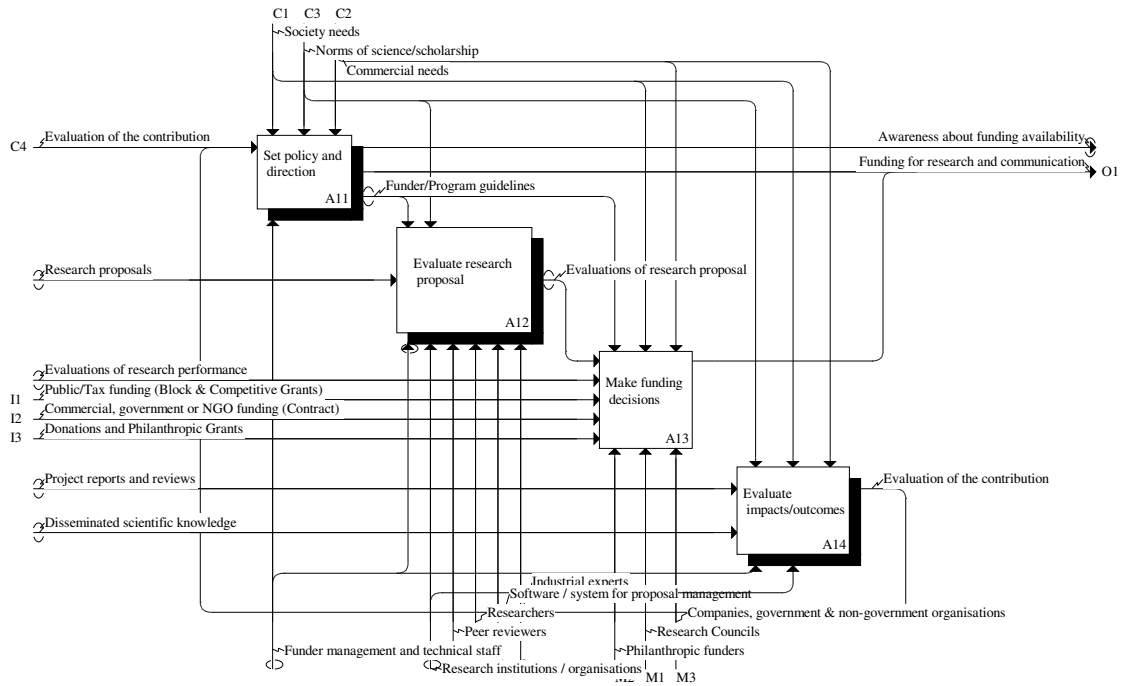 C1 C3 C2
Society needs
Norms of science/scholarship
Commercial needs
Evaluation of the contribution
Awareness about funding availability
C4
Set policy and
direction
A11
Funding for research and communication
O1
Funder/Program guidelines
Research proposals
Evaluate research
proposal
A12
Evaluations of research proposal
Evaluations of research performance
Public/Tax funding (Block & Competitive Grants)
I1
Commercial, government or NGO funding (Contract)
I2
Donations and Philanthropic Grants
I3
Make funding
decisions
A13
Project reports and reviews
Evaluation of the contribution
Disseminated scientific knowledge
Evaluate
impacts/outcomes
A14
Industrial experts
Software / system for proposal management
Researchers
Companies, government & non-government organisations
Peer reviewers
Research Councils
Funder management and technical staff
Philanthropic funders
Research institutions / organisations
M1 M3